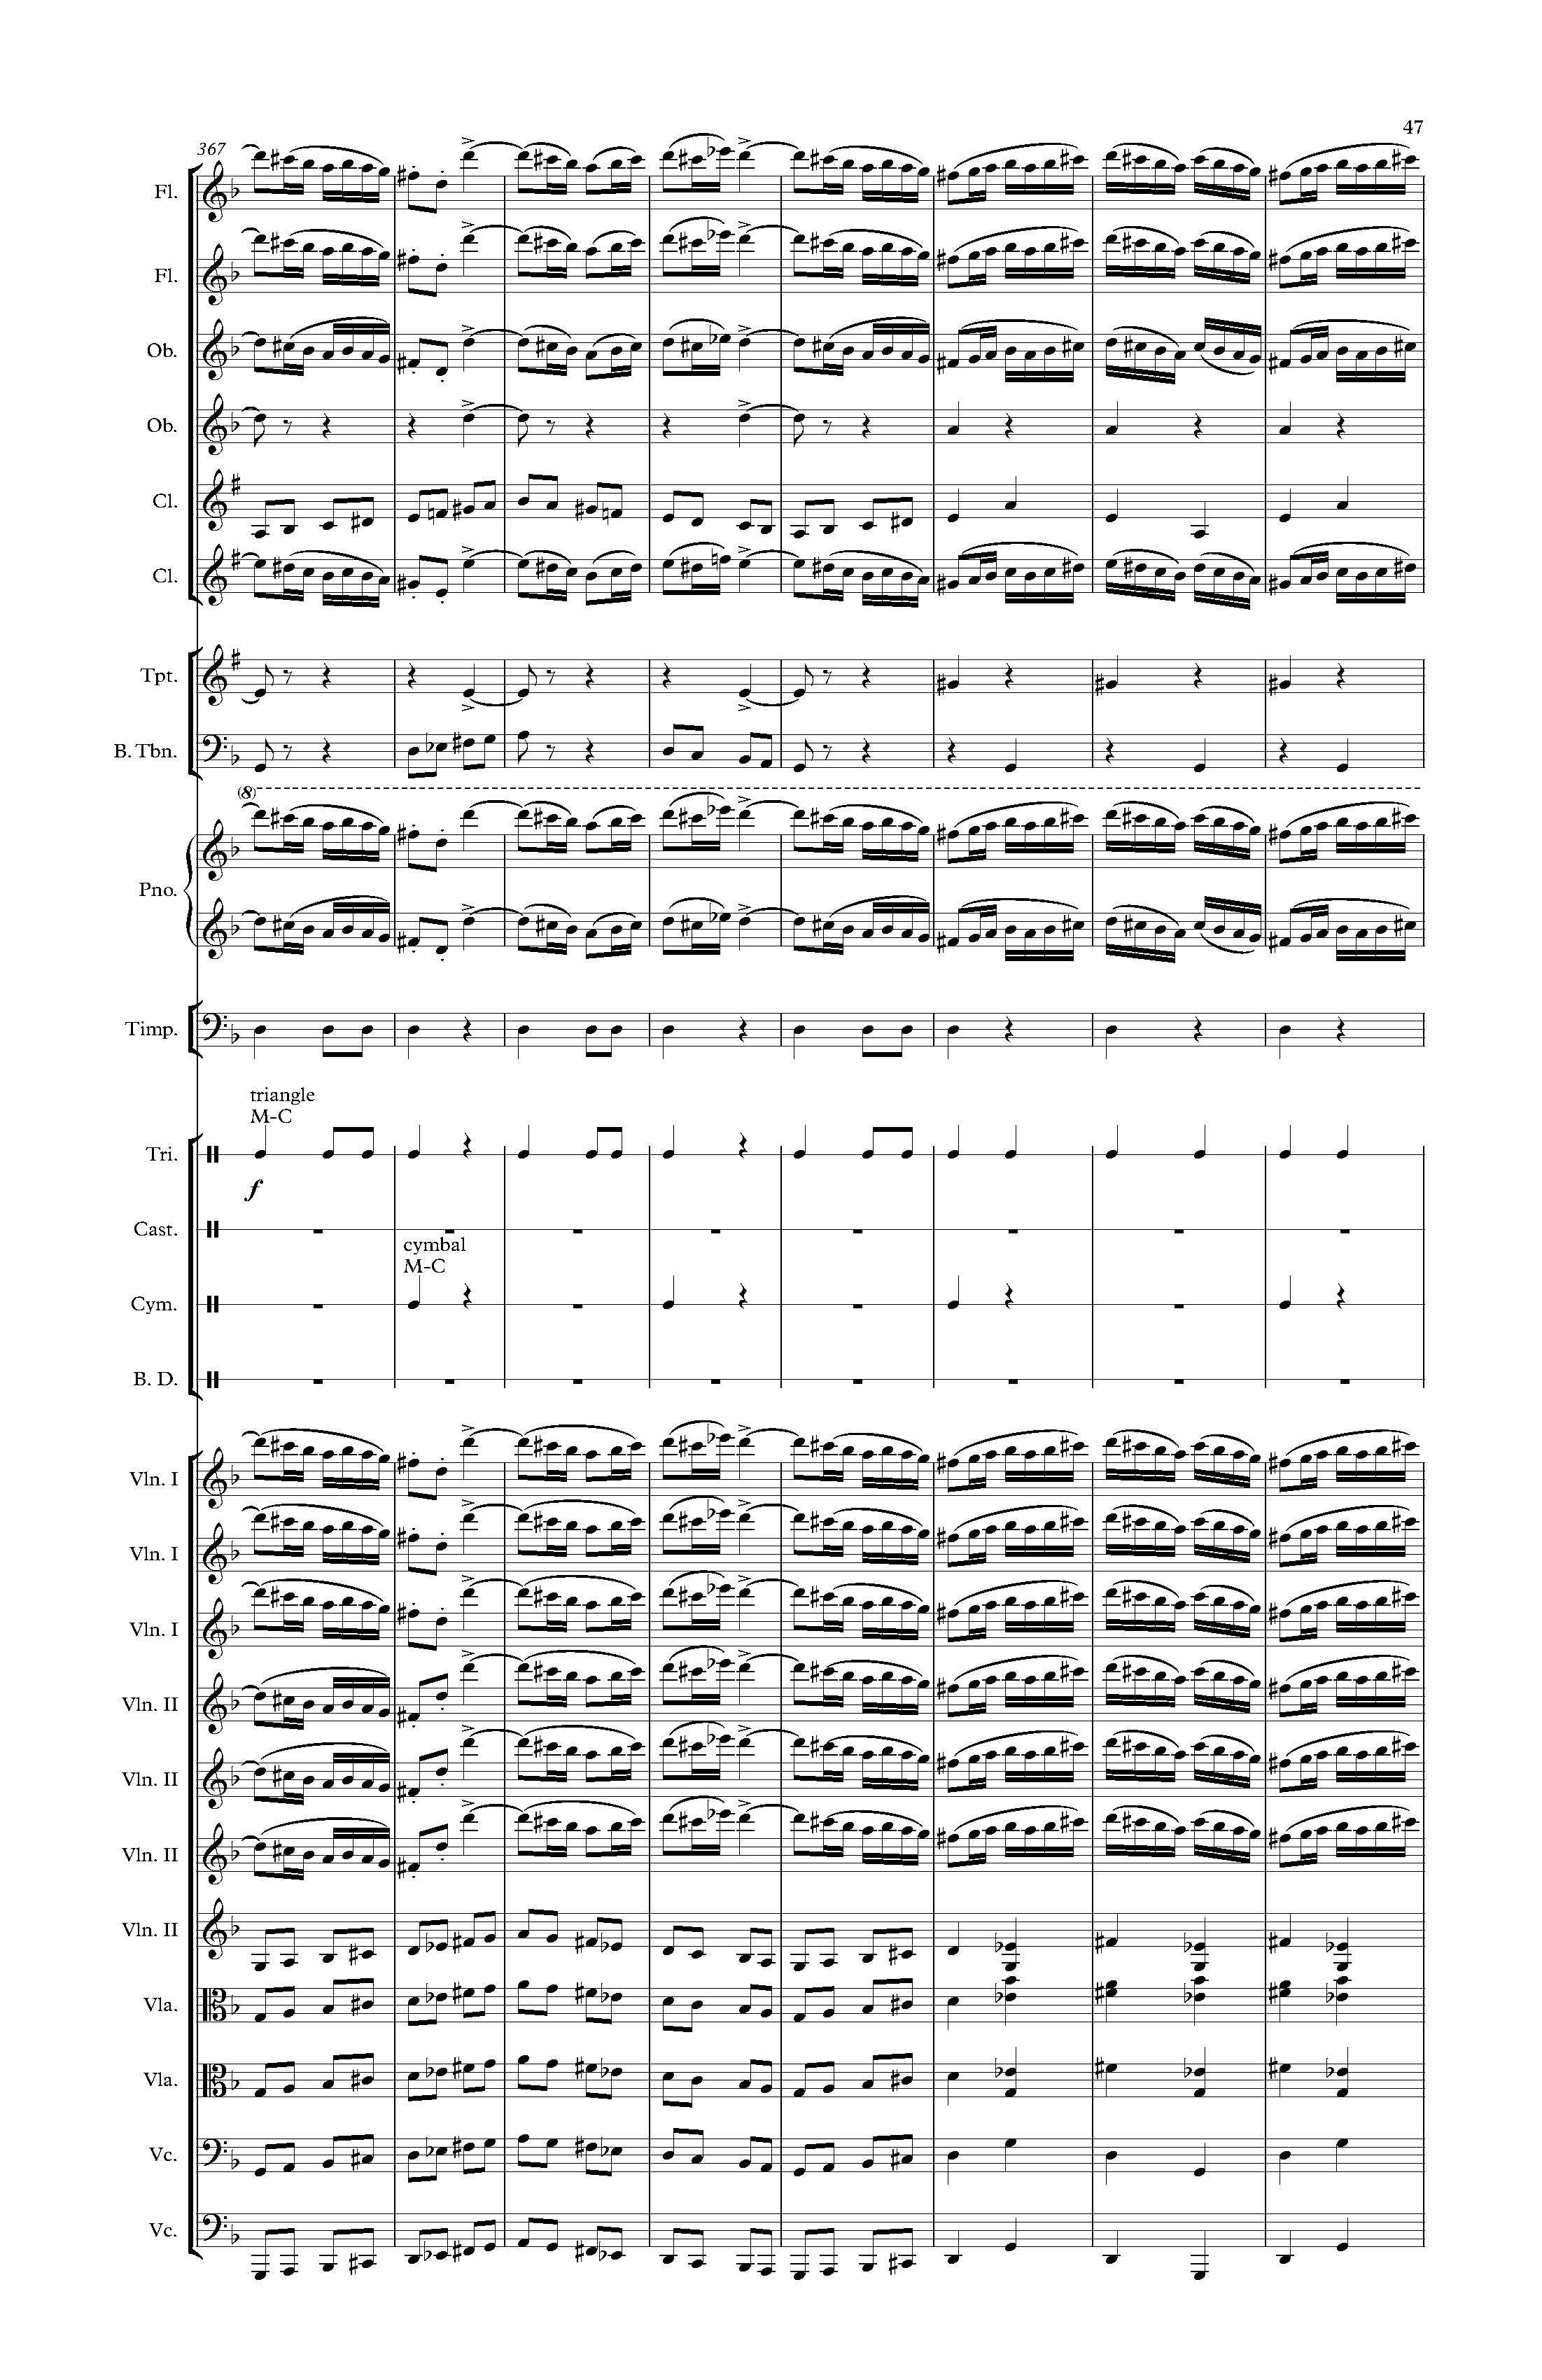 47
367
Fl.
Fl.
Ob.
Ob.
Cl.
Cl.
Tpt.
B. Tbn.
(8)
Pno.
Timp.
triangle
M-C
Tri.
f
Cast.
cymbal
M-C
Cym.
B. D.
Vln. I
Vln. I
Vln. I
Vln. II
Vln. II
Vln. II
Vln. II
Vla.
Vla.
Vc.
Vc.